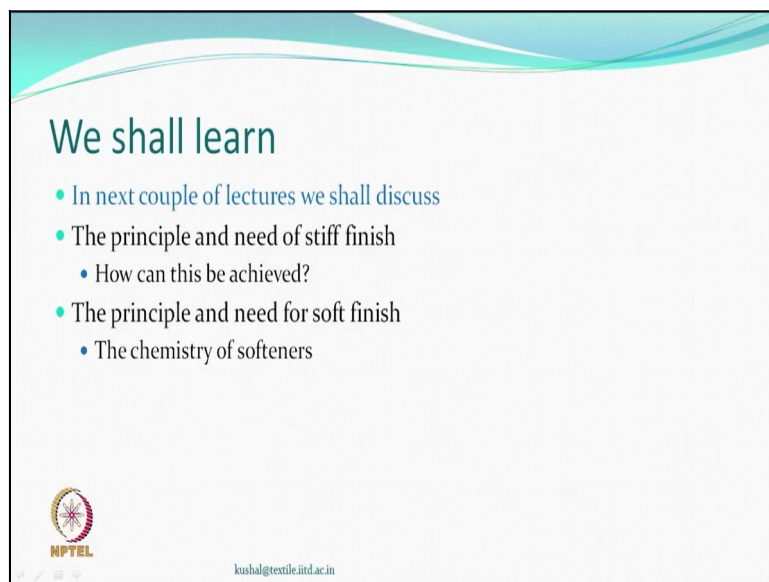 We shall learn
In next couple of lectures we shall discuss
The principle and need of stiff finish
How can this be achieved?
The principle and need for soft finish
The chemistry of softeners
NPTEL
kushal@textile.iitd.ac.in